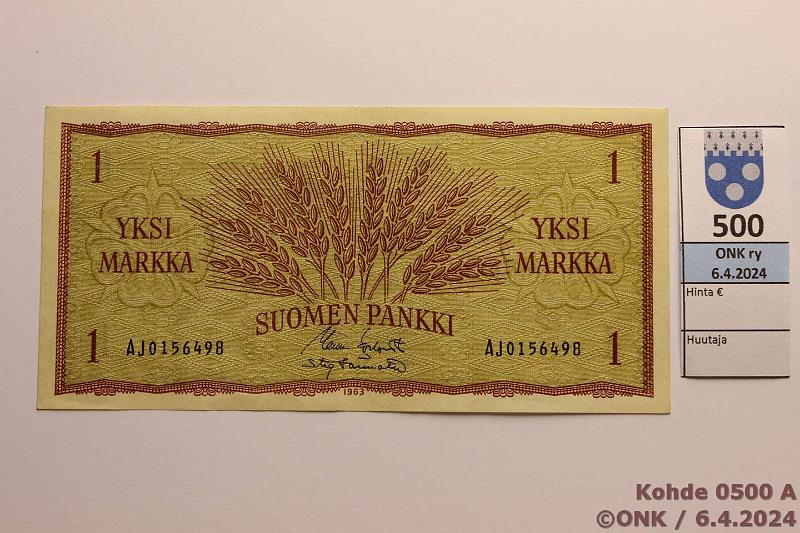 1 1
YKSI MARKKA
YKSI MARKKA
SUOMEN PANKKI
1 AJ0156498 AJ0156498 1
1963
500
ONK ry
6.4.2024
Hinta €
Huutaja
Kohde 0500 A
©ONK / 6.4.2024